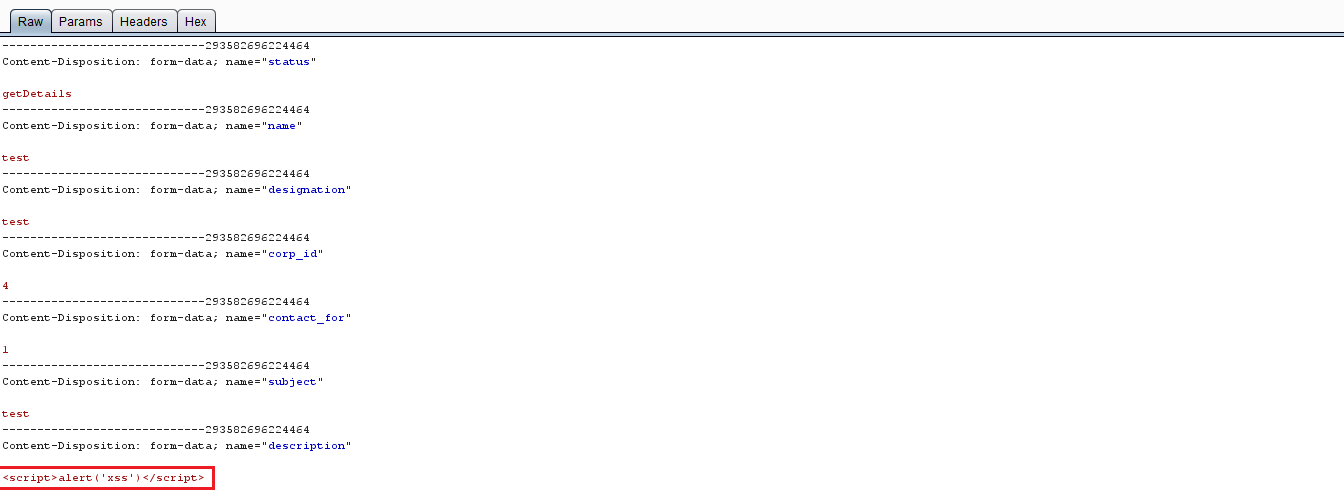 Raw Params Headers Hex
-----------------------------293582696224464
Content-Disposition: form-data; name="status"
getDetails
-----------------------------293582696224464
Content-Disposition: form-data; name="name"
test
-----------------------------293582696224464
Content-Disposition: form-data; name="designation"
test
-----------------------------293582696224464
Content-Disposition: form-data; name="corp_id"
4
-----------------------------293582696224464
Content-Disposition: form-data; name="contact_for"
1
-----------------------------293582696224464
Content-Disposition: form-data; name="subject"
test
-----------------------------293582696224464
Content-Disposition: form-data; name="description"
<script>alert('xss')</script>